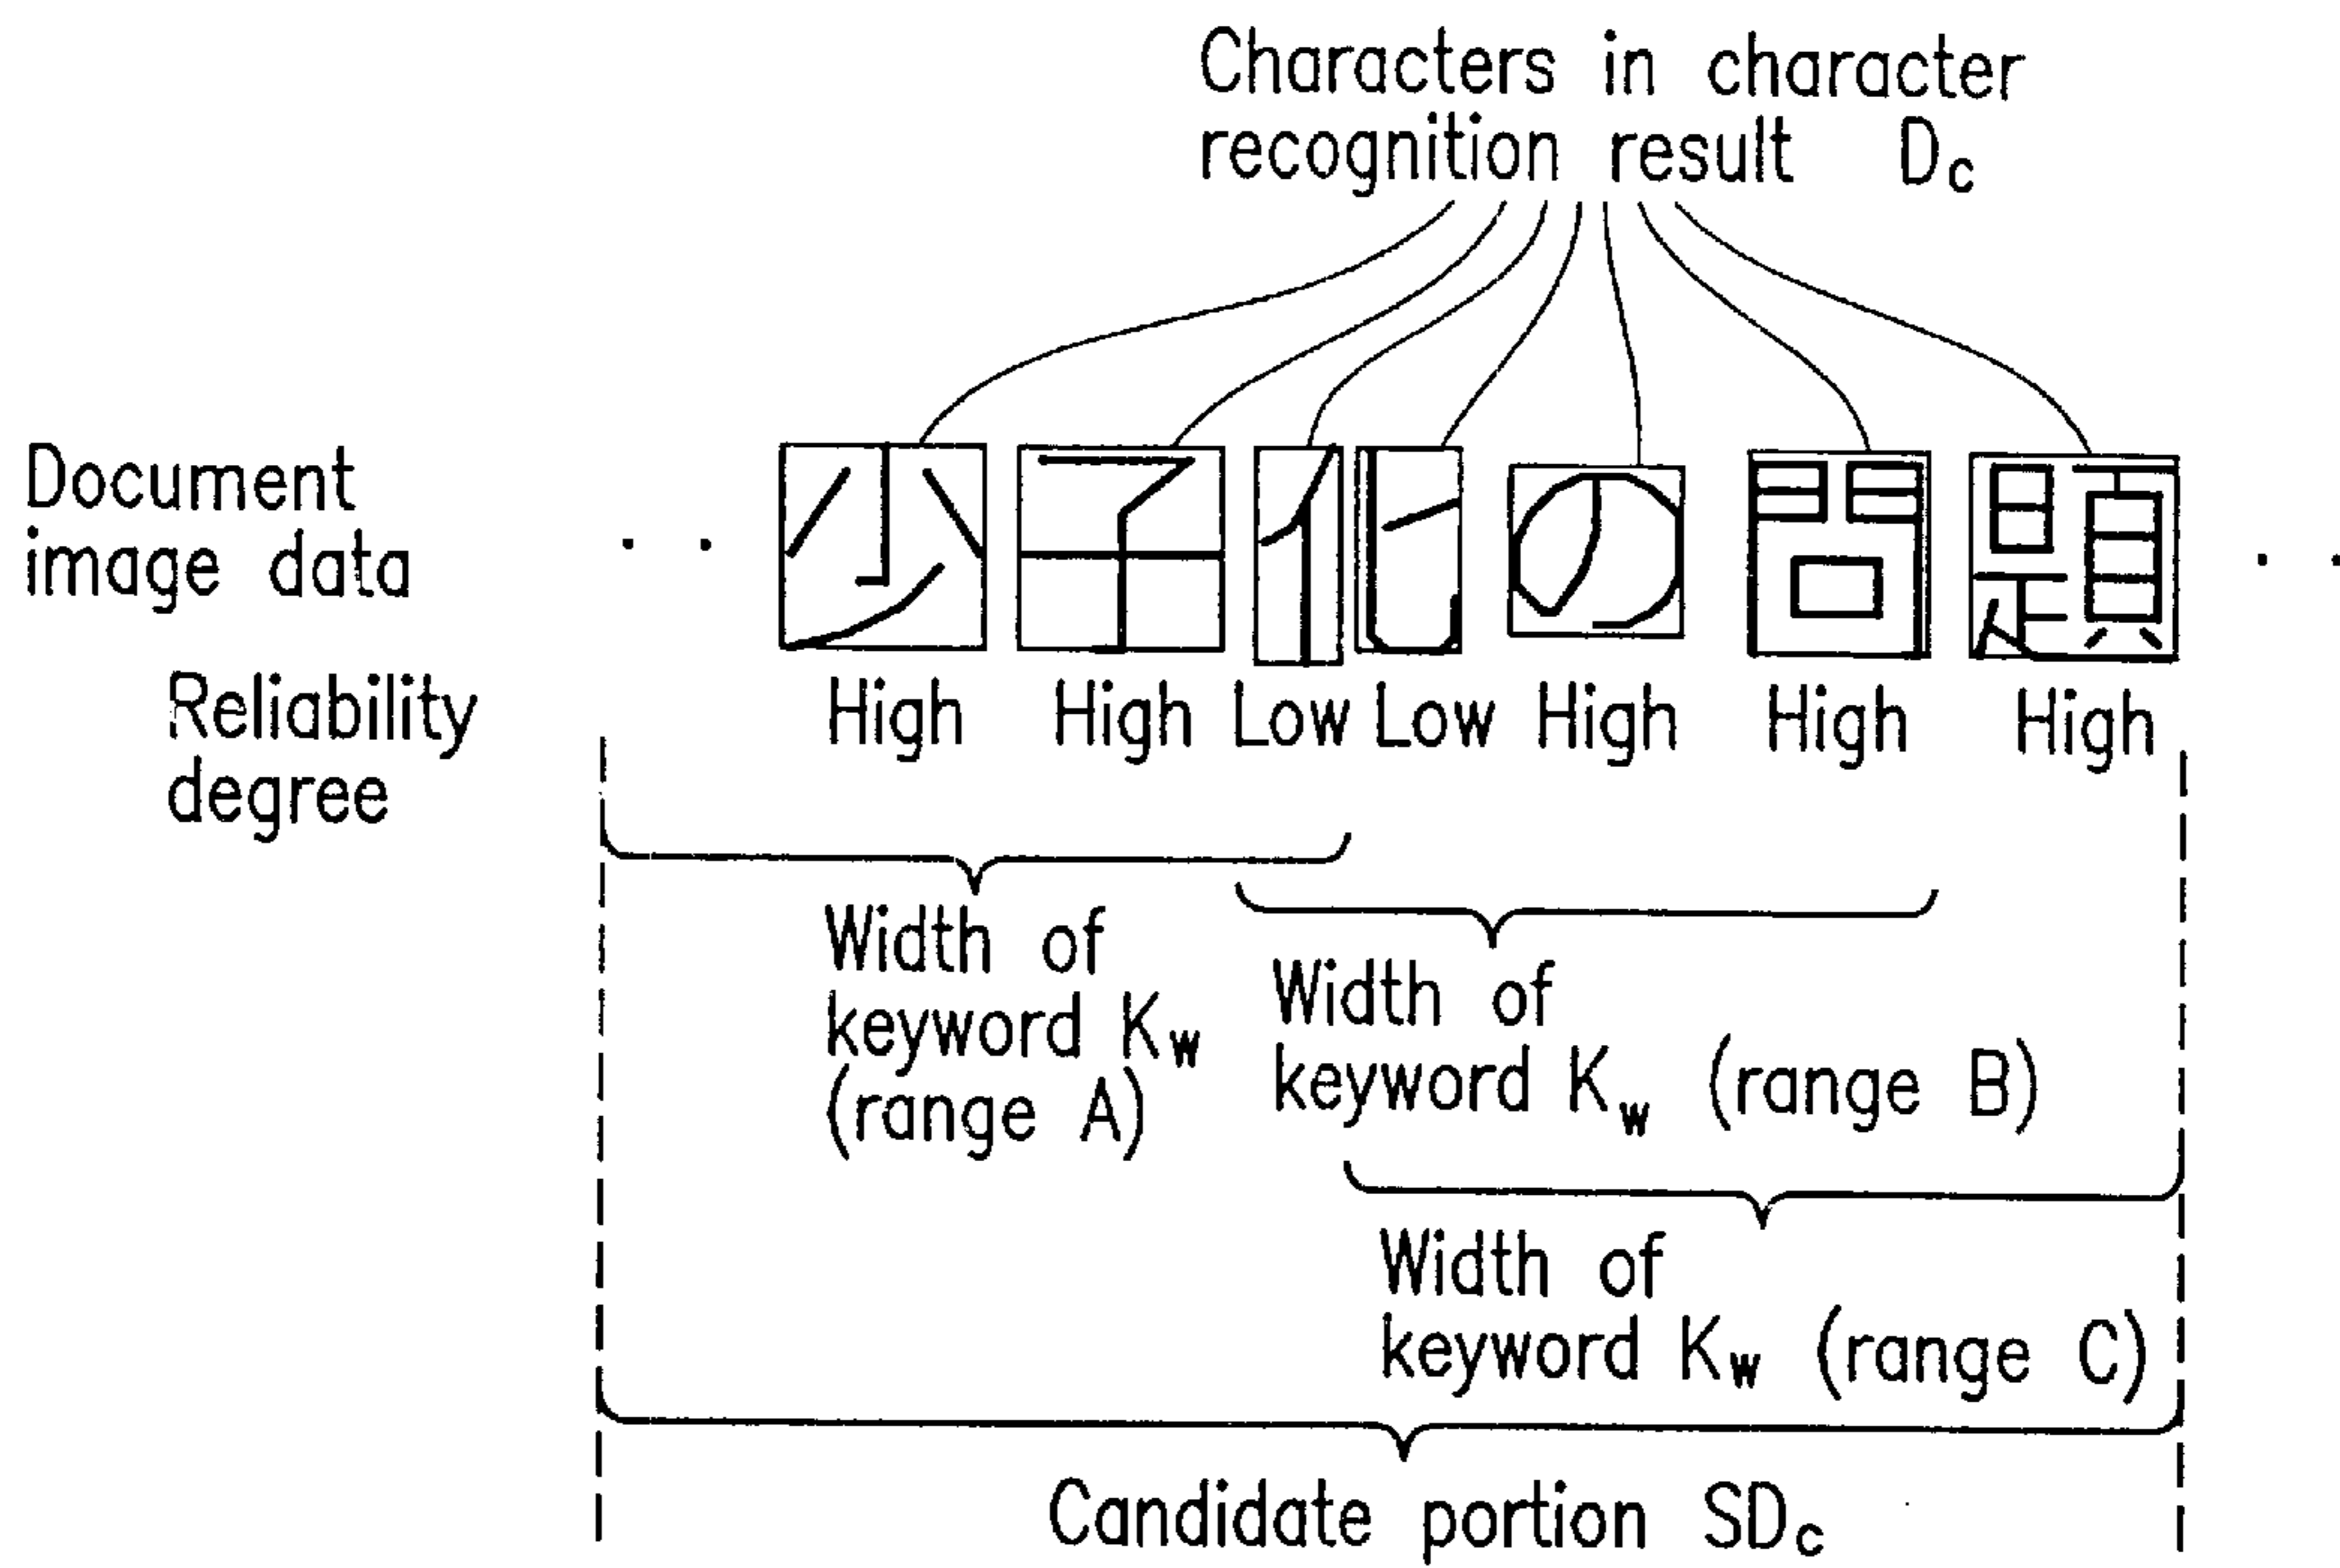 Characters in character
recognition result Dc
Document
image data
. . 少 子 イ ヒ の 問 題 . .
Reliability
degree
High High Low Low High High High
Width of
keyword Kw
(range A)
Width of
keyword Kw (range B)
Width of
keyword Kw (range C)
Candidate portion SDc